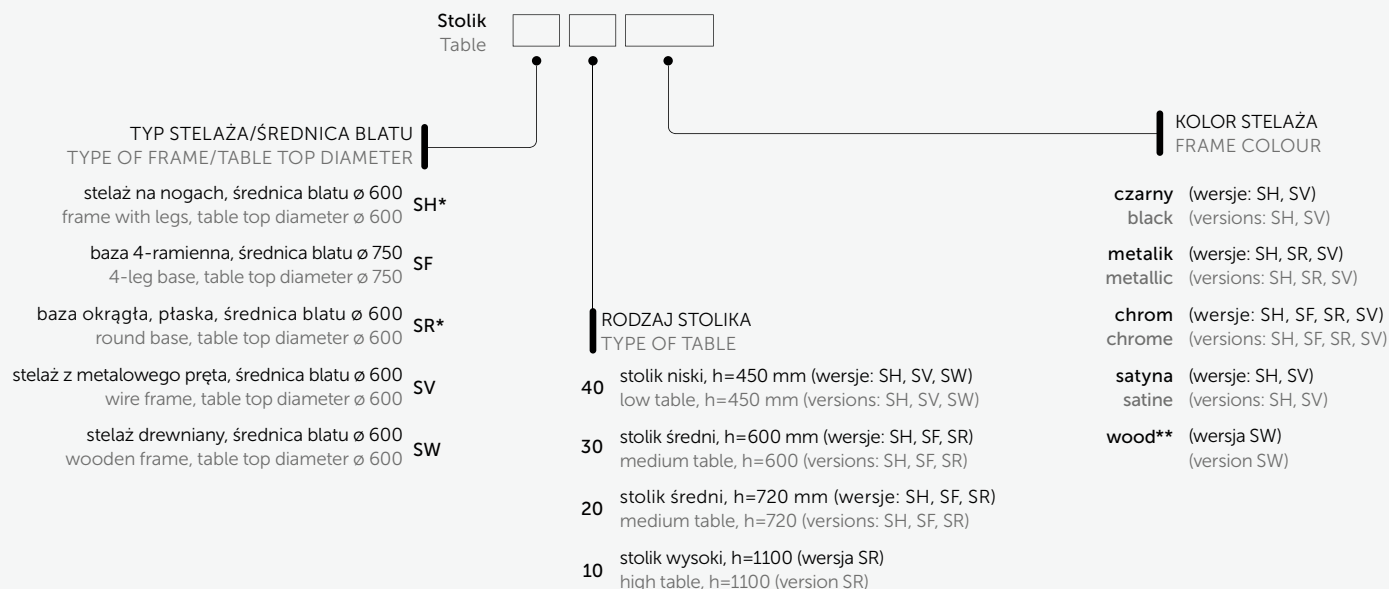 Stolik
Table
TYP STELAŻA/ŚREDNICA BLATU
TYPE OF FRAME/TABLE TOP DIAMETER
stelaż na nogach, średnica blatu ø 600
frame with legs, table top diameter ø 600
SH*
baza 4-ramienna, średnica blatu ø 750
4-leg base, table top diameter ø 750
SF
baza okrągła, płaska, średnica blatu ø 600
round base, table top diameter ø 600
SR*
stelaż z metalowego pręta, średnica blatu ø 600
wire frame, table top diameter ø 600
SV
stelaż drewniany, średnica blatu ø 600
wooden frame, table top diameter ø 600
SW
RODZAJ STOLIKA
TYPE OF TABLE
40
stolik niski, h=450 mm (wersje: SH, SV, SW)
low table, h=450 mm (versions: SH, SV, SW)
30
stolik średni, h=600 mm (wersje: SH, SF, SR)
medium table, h=600 (versions: SH, SF, SR)
20
stolik średni, h=720 mm (wersje: SH, SF, SR)
medium table, h=720 (versions: SH, SF, SR)
10
stolik wysoki, h=1100 (wersja SR)
high table, h=1100 (version SR)
KOLOR STELAŻA
FRAME COLOUR
czarny (wersje: SH, SV)
black (versions: SH, SV)
metalik (wersje: SH, SR, SV)
metallic (versions: SH, SR, SV)
chrom (wersje: SH, SF, SR, SV)
chrome (versions: SH, SF, SR, SV)
satyna (wersje: SH, SV)
satine (versions: SH, SV)
wood** (wersja SW)
(version SW)